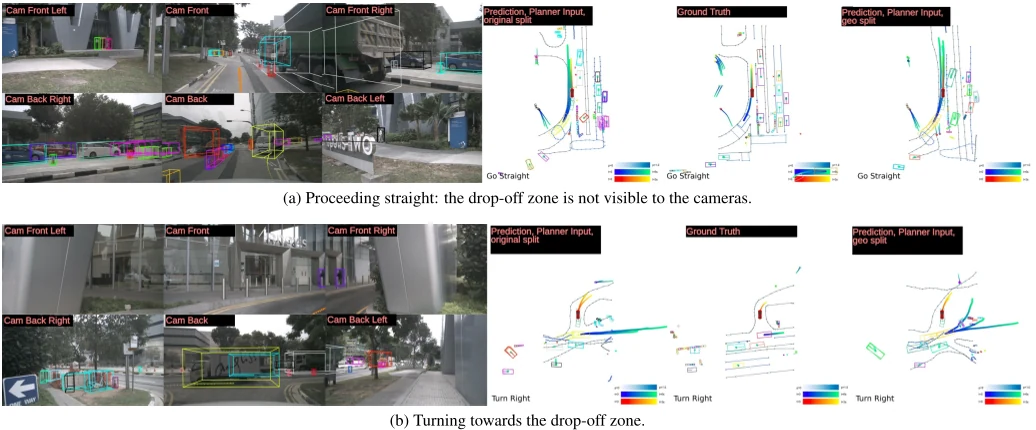 Cam Front Left
Cam Front
Cam Front Right
Prediction, Planner Input,
original split
Ground Truth
Prediction, Planner Input,
geo split
Cam Back Right
Cam Back
Cam Back Left
Go Straight
Go Straight
Go Straight
(a) Proceeding straight: the drop-off zone is not visible to the cameras.
Cam Front Left
Cam Front
Cam Front Right
Prediction, Planner Input,
original split
Ground Truth
Prediction, Planner Input,
geo split
Cam Back Right
Cam Back
Cam Back Left
ONE WAY
Turn Right
Turn Right
Turn Right
(b) Turning towards the drop-off zone.